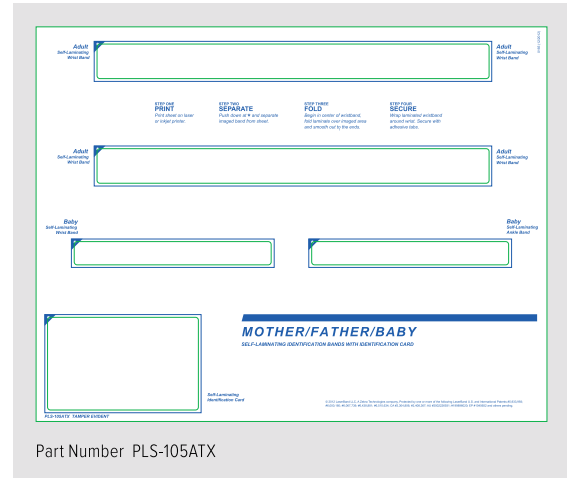 Adult
Self-Laminating
Wrist Band
Adult
Self-Laminating
Wrist Band
STEP ONE
PRINT
Print sheet on laser
or inkjet printer.
STEP TWO
SEPARATE
Push down at # and separate
imaged band from sheet.
STEP THREE
FOLD
Begin in center of wristband,
fold laminate over imaged area
and smooth out to the ends.
STEP FOUR
SECURE
Wrap laminated wristband
around wrist. Secure with
adhesive tabs.
Adult
Self-Laminating
Wrist Band
Adult
Self-Laminating
Wrist Band
Baby
Self-Laminating
Wrist Band
Baby
Self-Laminating
Ankle Band
MOTHER/FATHER/BABY
SELF-LAMINATING IDENTIFICATION BANDS WITH IDENTIFICATION CARD
Self-Laminating
Identification Card
PLS-105ATX TAMPER EVIDENT
Part Number PLS-105ATX